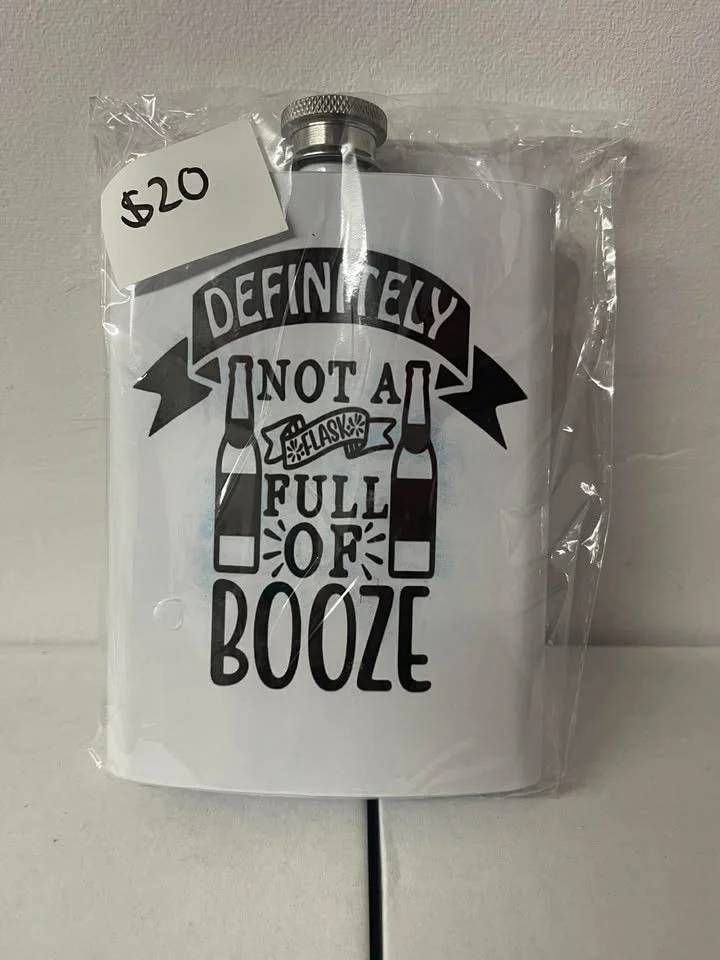 $20
DEFINITELY
NOT A
FLASK
FULL
OF
BOOZE